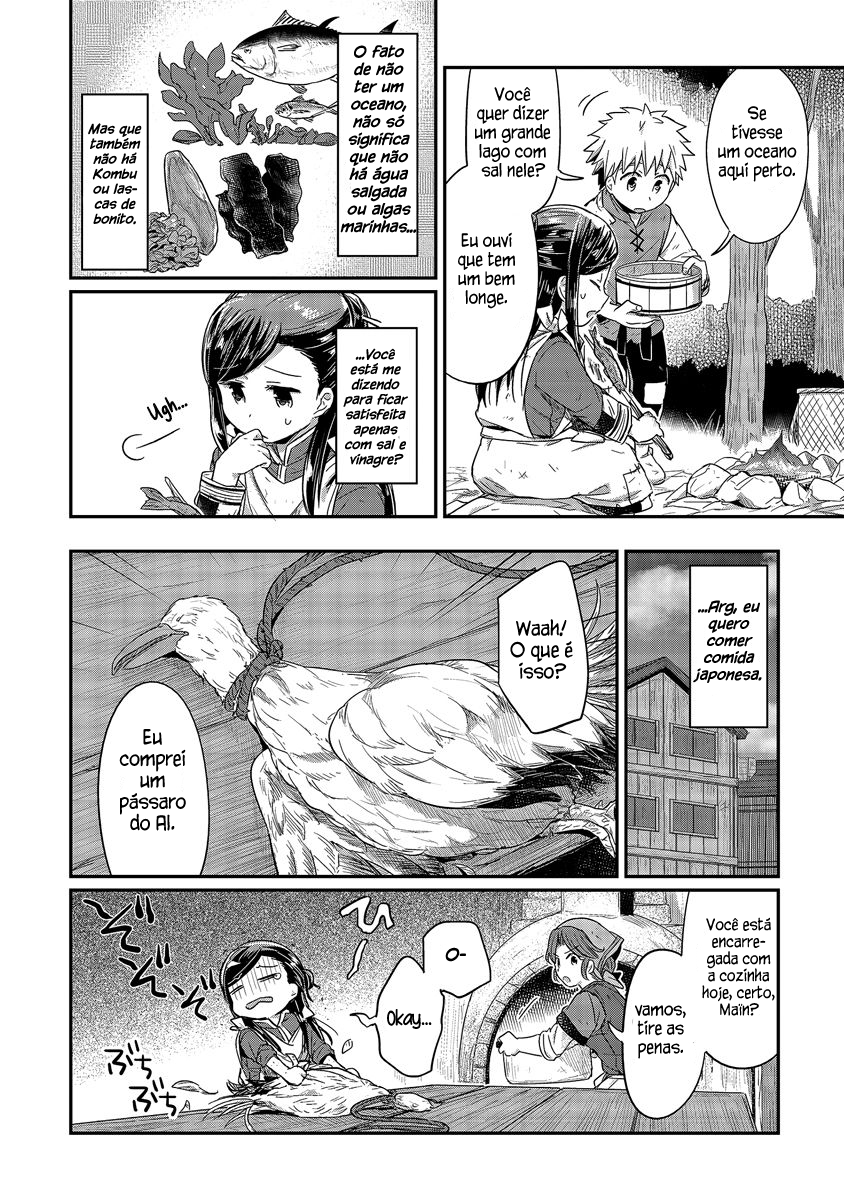 Se
tivesse
um oceano
aqui perto.
Você
quer dizer
um grande
lago com
sal nele?
Eu ouvi
que tem
um bem
longe.
O fato
de não
ter um
oceano,
não só
significa
que não
há água
salgada
ou algas
marinhas...
Mas que
também
não há
Kombu
ou las-
cas de
bonito.
...Você
está me
dizendo
para ficar
satisfeita
apenas
com sal e
vinagre?
Ugh...
...Arg, eu
quero
comer
comida
japonesa.
Waah!
O que é
isso?
Eu
comprei
um
pássaro
do Al.
Você está
encarre-
gada com
a cozinha
hoje, certo,
Maïn?
vamos,
tire as
penas.
O-
Okay...
ひぃ
ぞぞぞ
ぶち
ぶち